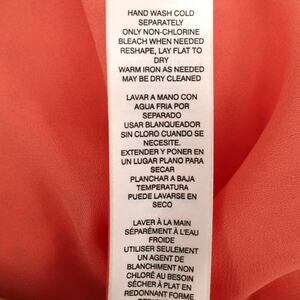 HAND WASH COLD
SEPARATELY
ONLY NON-CHLORINE
BLEACH WHEN NEEDED
RESHAPE, LAY FLAT TO
DRY
WARM IRON AS NEEDED
MAY BE DRY CLEANED
LAVAR A MANO CON
AGUA FRIA POR
SEPARADO
USAR BLANQUEADOR
SIN CLORO CUANDO SE
NECESITE.
EXTENDER Y PONER EN
UN LUGAR PLANO PARA
SECAR
PLANCHAR A BAJA
TEMPERATURA
PUEDE LAVARSE EN
SECO
LAVER À LA MAIN
SÉPARÉMENT À L'EAU
FROIDE
UTILISER SEULEMENT
UN AGENT DE
BLANCHIMENT NON
CHLORÉ AU BESOIN
SÉCHER À PLAT EN
REDONNANT FORME